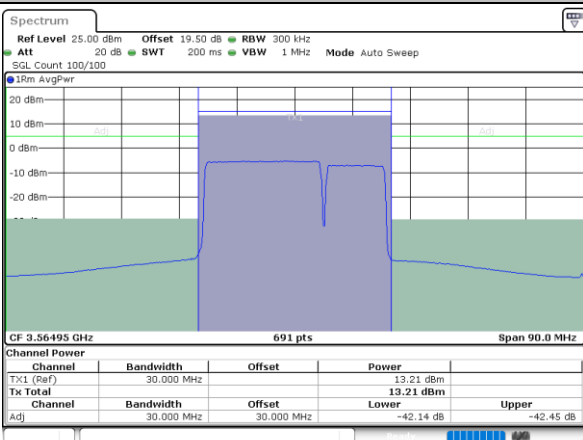 Spectrum
Ref Level 25.00 dBm Offset 19.50 dB RBW 300 kHz
Att 20 dB SWT 200 ms VBW 1 MHz Mode Auto Sweep
SGL Count 100/100
1Rm AvgPwr
20 dBm
TX1
10 dBm
Adj Adj
0 dBm
-10 dBm
-20 dBm
CF 3.56495 GHz 691 pts Span 90.0 MHz
Channel Power
Channel Bandwidth Offset Power
TX1 (Ref) 30.000 MHz 13.21 dBm
Tx Total 13.21 dBm
Channel Bandwidth Offset Lower Upper
Adj 30.000 MHz 30.000 MHz -42.14 dB -42.45 dB
Ready